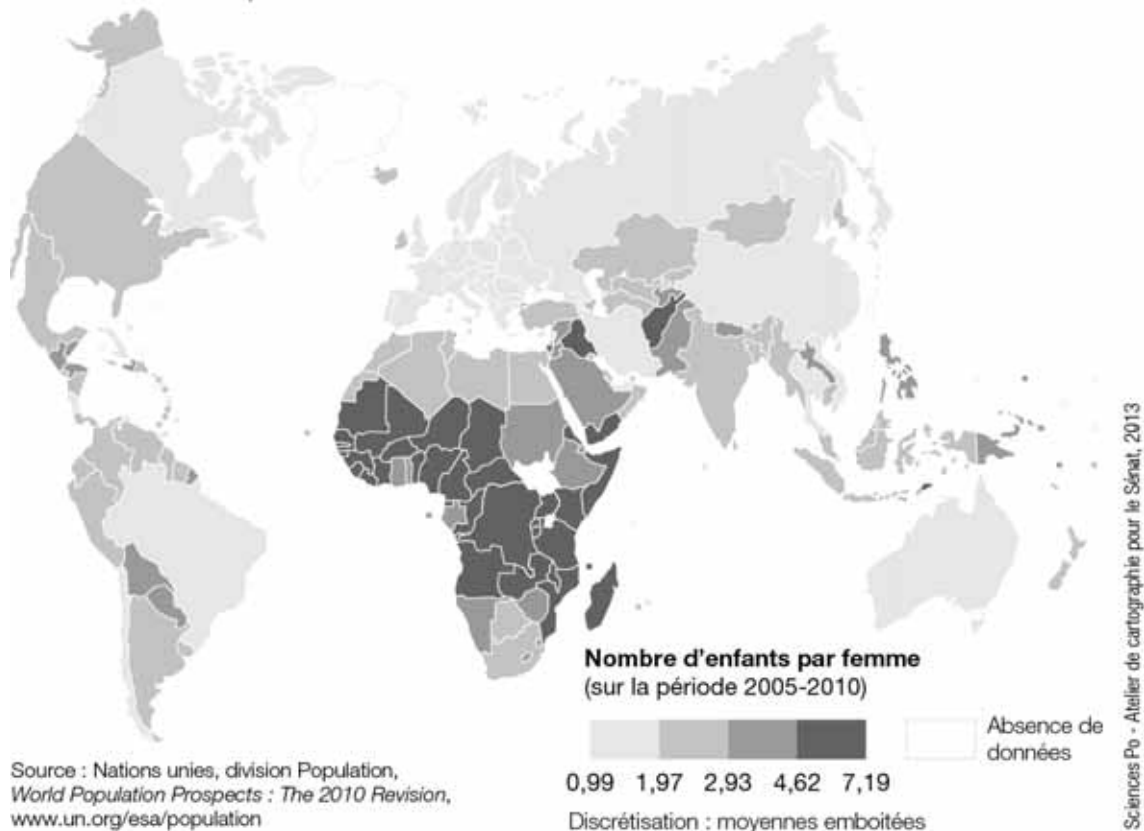 Nombre d'enfants par femme
(sur la période 2005-2010)
0,99 1,97 2,93 4,62 7,19
Absence de
données
Discrétisation : moyennes emboitées
Source : Nations unies, division Population,
World Population Prospects : The 2010 Revision,
www.un.org/esa/population
Sciences Po - Atelier de cartographie pour le Sénat, 2013